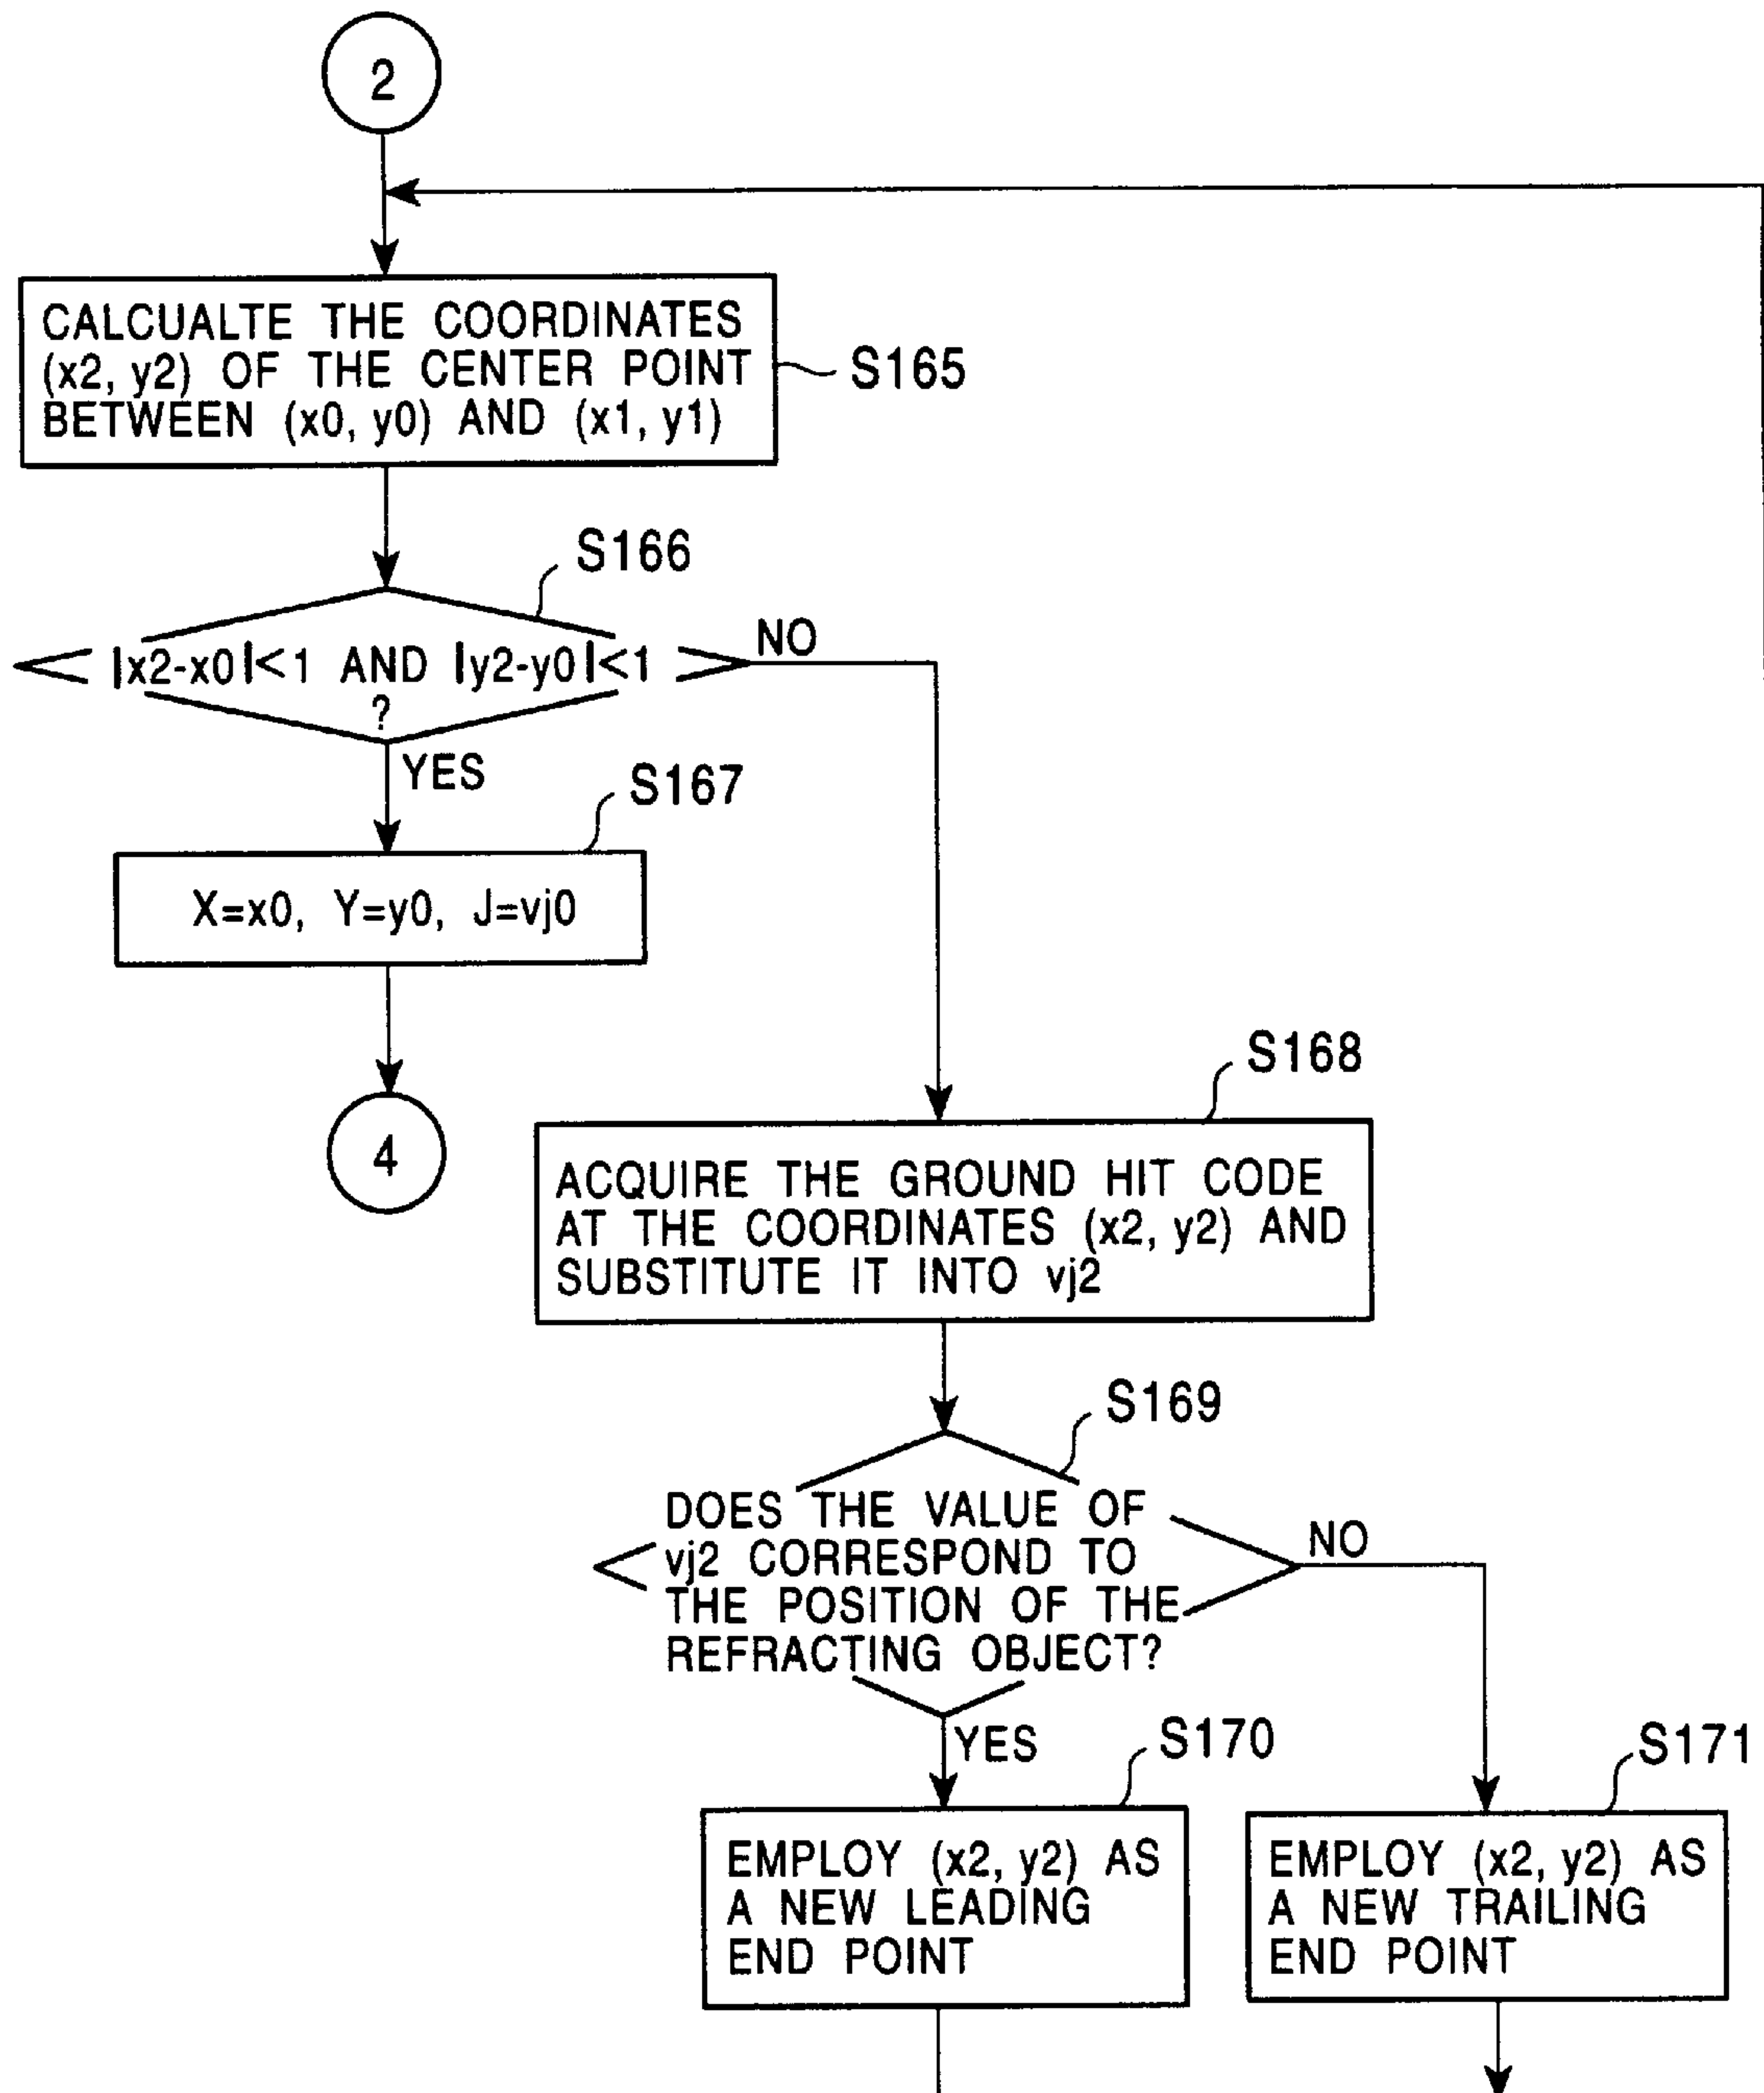 2
CALCUALTE THE COORDINATES
(x2, y2) OF THE CENTER POINT
BETWEEN (x0, y0) AND (x1, y1)
S165
S166
|x2-x0|<1 AND |y2-y0|<1
?
NO
YES
S167
X=x0, Y=y0, J=vj0
4
S168
ACQUIRE THE GROUND HIT CODE
AT THE COORDINATES (x2, y2) AND
SUBSTITUTE IT INTO vj2
S169
DOES THE VALUE OF
vj2 CORRESPOND TO
THE POSITION OF THE
REFRACTING OBJECT?
NO
YES
S170
S171
EMPLOY (x2, y2) AS
A NEW LEADING
END POINT
EMPLOY (x2, y2) AS
A NEW TRAILING
END POINT